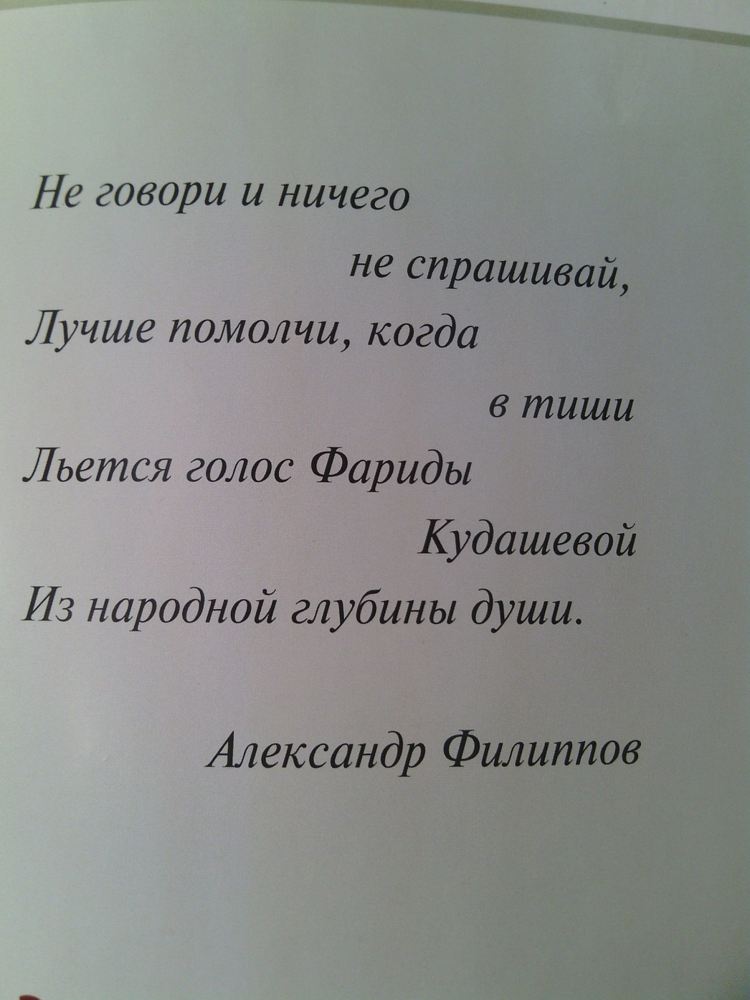 Не говори и ничего
не спрашивай,
Лучше помолчи, когда
в тиши
Льется голос Фариды
Кудашевой
Из народной глубины души.
Александр Филиппов